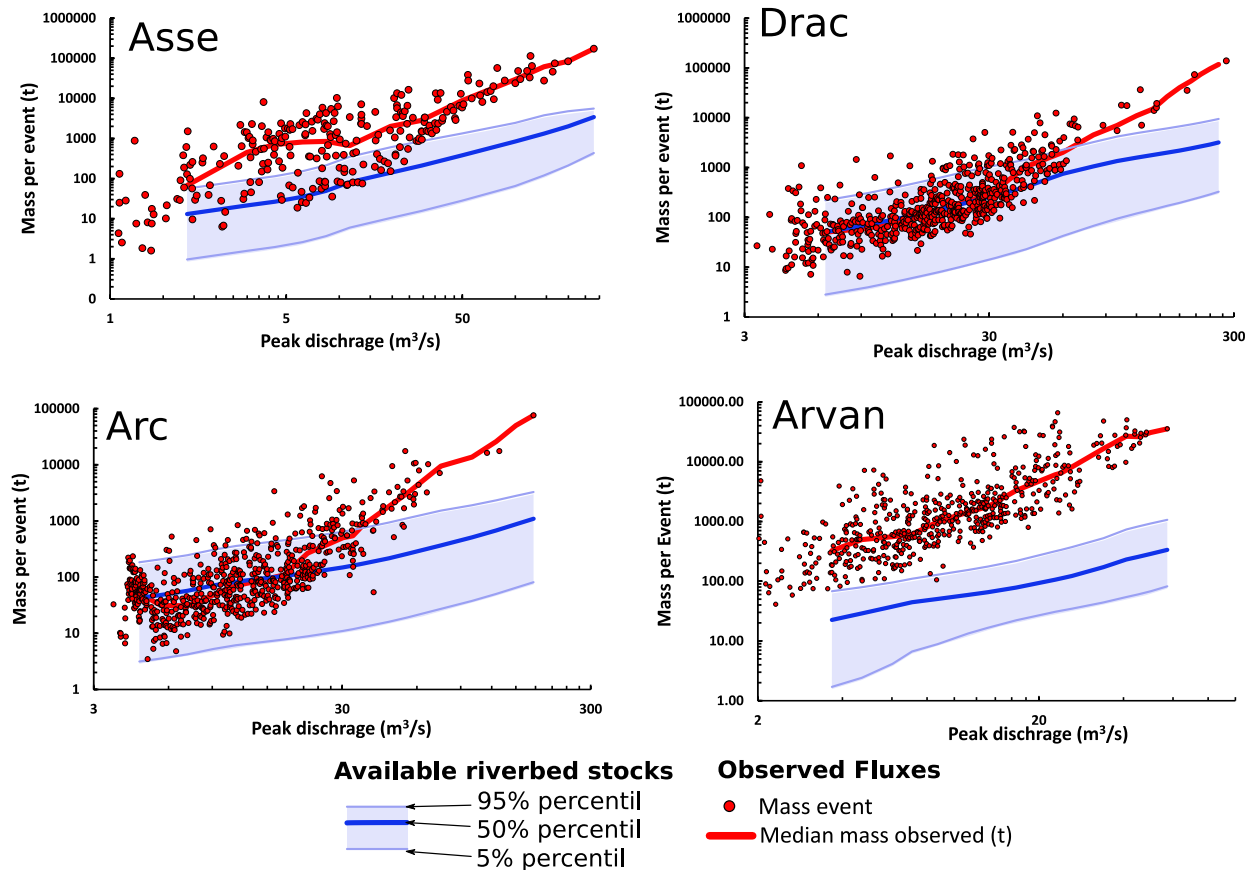 Asse
Mass per event (t)
1000000
100000
10000
1000
100
10
1
0
1
5
50
Peak dischrage (m³/s)
Drac
Mass per event (t)
1000000
100000
10000
1000
100
10
1
3
30
300
Peak dischrage (m³/s)
Arc
Mass per Event (t)
100000
10000
1000
100
10
1
3
30
300
Peak dischrage (m³/s)
Arvan
Mass per event (t)
100000.00
10000.00
1000.00
100.00
10.00
1.00
2
20
Peak dischrage (m³/s)
Available riverbed stocks
95% percentil
50% percentil
5% percentil
Observed Fluxes
Mass event
Median mass observed (t)